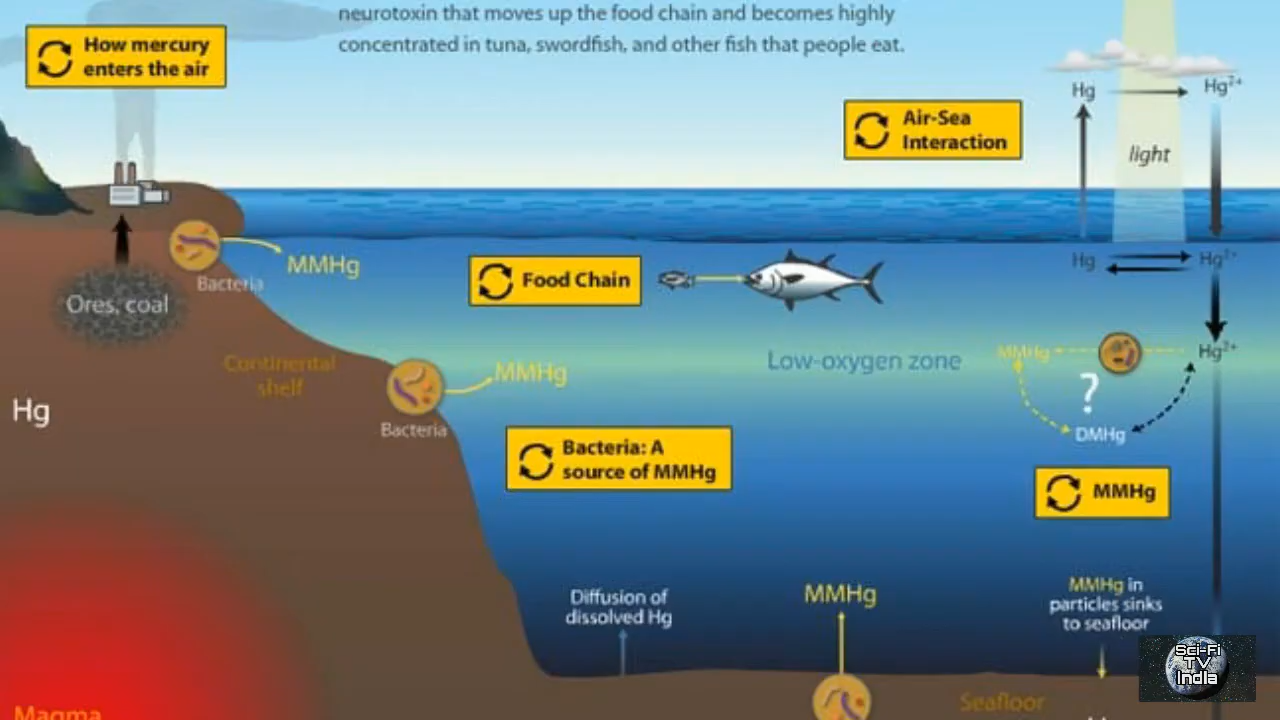 neurotoxin that moves up the food chain and becomes highly
concentrated in tuna, swordfish, and other fish that people eat.
How mercury
enters the air
Hg
Hg²⁺
Air-Sea
Interaction
light
MMHg
Bacteria
Ores, coal
Food Chain
Hg
Hg²⁺
Continental
shelf
MMHg
Low-oxygen zone
MMHg
Hg²⁺
?
Hg
Bacteria
DMHg
Bacteria: A
source of MMHg
MMHg
Diffusion of
dissolved Hg
MMHg
MMHg in
particles sinks
to seafloor
Sci-Fi
TV
India
Seafloor
Magma